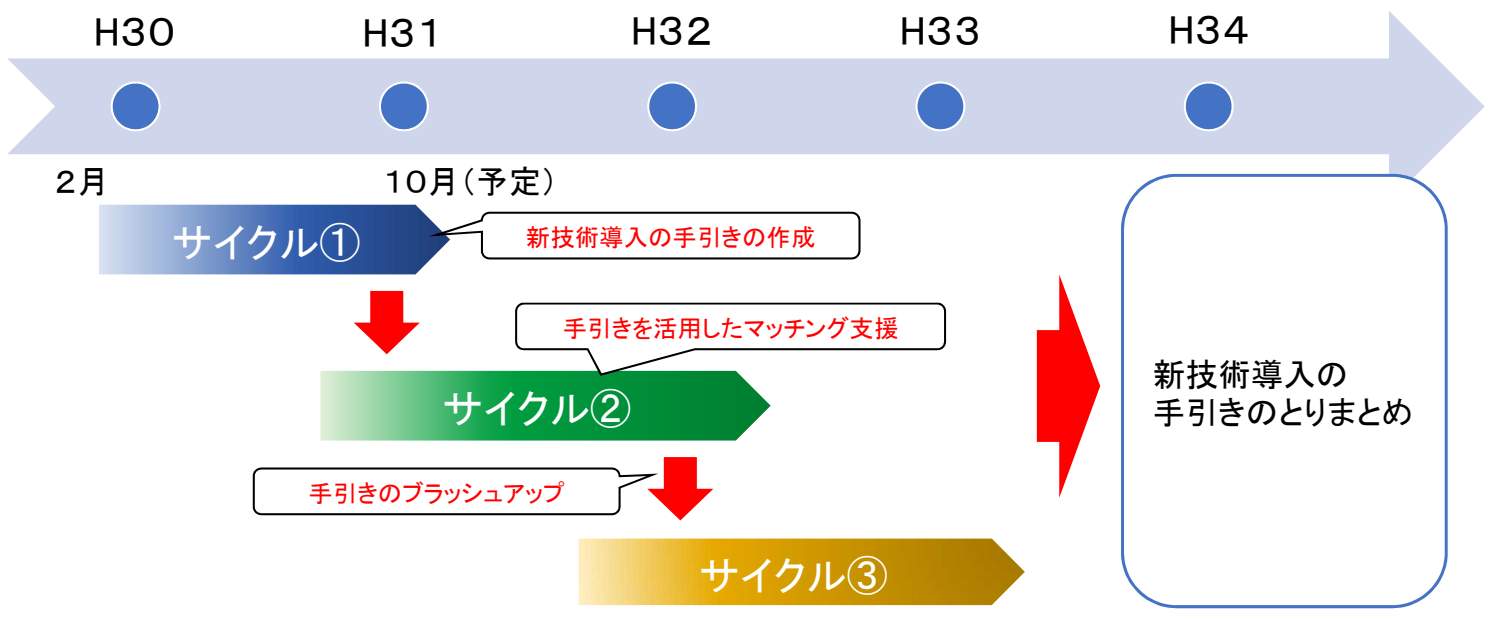 H30
H31
H32
H33
H34
2月
10月(予定)
サイクル①
新技術導入の手引きの作成
手引きを活用したマッチング支援
サイクル②
手引きのブラッシュアップ
サイクル③
新技術導入の
手引きのとりまとめ